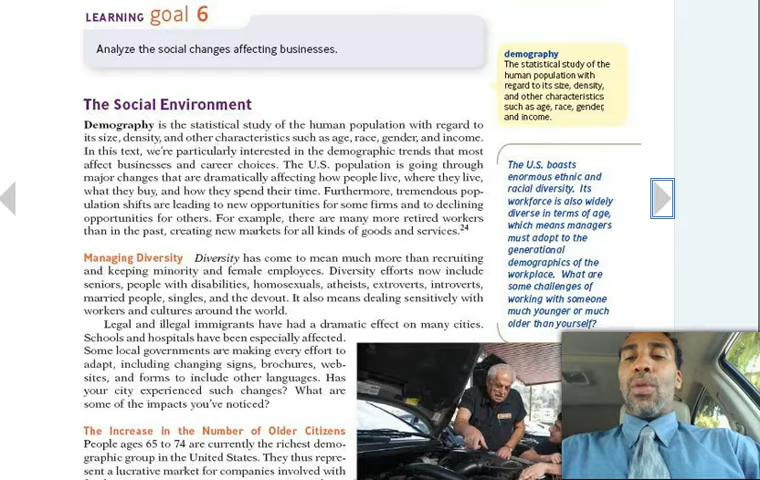 LEARNING goal 6
Analyze the social changes affecting businesses.
demography
The statistical study of the
human population with
regard to its size, density,
and other characteristics
such as age, race, gender,
and income.
The Social Environment
Demography is the statistical study of the human population with regard to
its size, density, and other characteristics such as age, race, gender, and income.
In this text, we're particularly interested in the demographic trends that most
affect businesses and career choices. The U.S. population is going through
major changes that are dramatically affecting how people live, where they live,
what they buy, and how they spend their time. Furthermore, tremendous pop-
ulation shifts are leading to new opportunities for some firms and to declining
opportunities for others. For example, there are many more retired workers
than in the past, creating new markets for all kinds of goods and services.24
The U.S. boasts
enormous ethnic and
racial diversity. Its
workforce is also widely
diverse in terms of age,
which means managers
must adopt to the
generational
demographics of the
workplace. What are
some challenges of
working with someone
much younger or much
older than yourself?
Managing Diversity Diversity has come to mean much more than recruiting
and keeping minority and female employees. Diversity efforts now include
seniors, people with disabilities, homosexuals, atheists, extroverts, introverts,
married people, singles, and the devout. It also means dealing sensitively with
workers and cultures around the world.
Legal and illegal immigrants have had a dramatic effect on many cities.
Schools and hospitals have been especially affected.
Some local governments are making every effort to
adapt, including changing signs, brochures, web-
sites, and forms to include other languages. Has
your city experienced such changes? What are
some of the impacts you've noticed?
The Increase in the Number of Older Citizens
People ages 65 to 74 are currently the richest demo-
graphic group in the United States. They thus repre-
sent a lucrative market for companies involved with